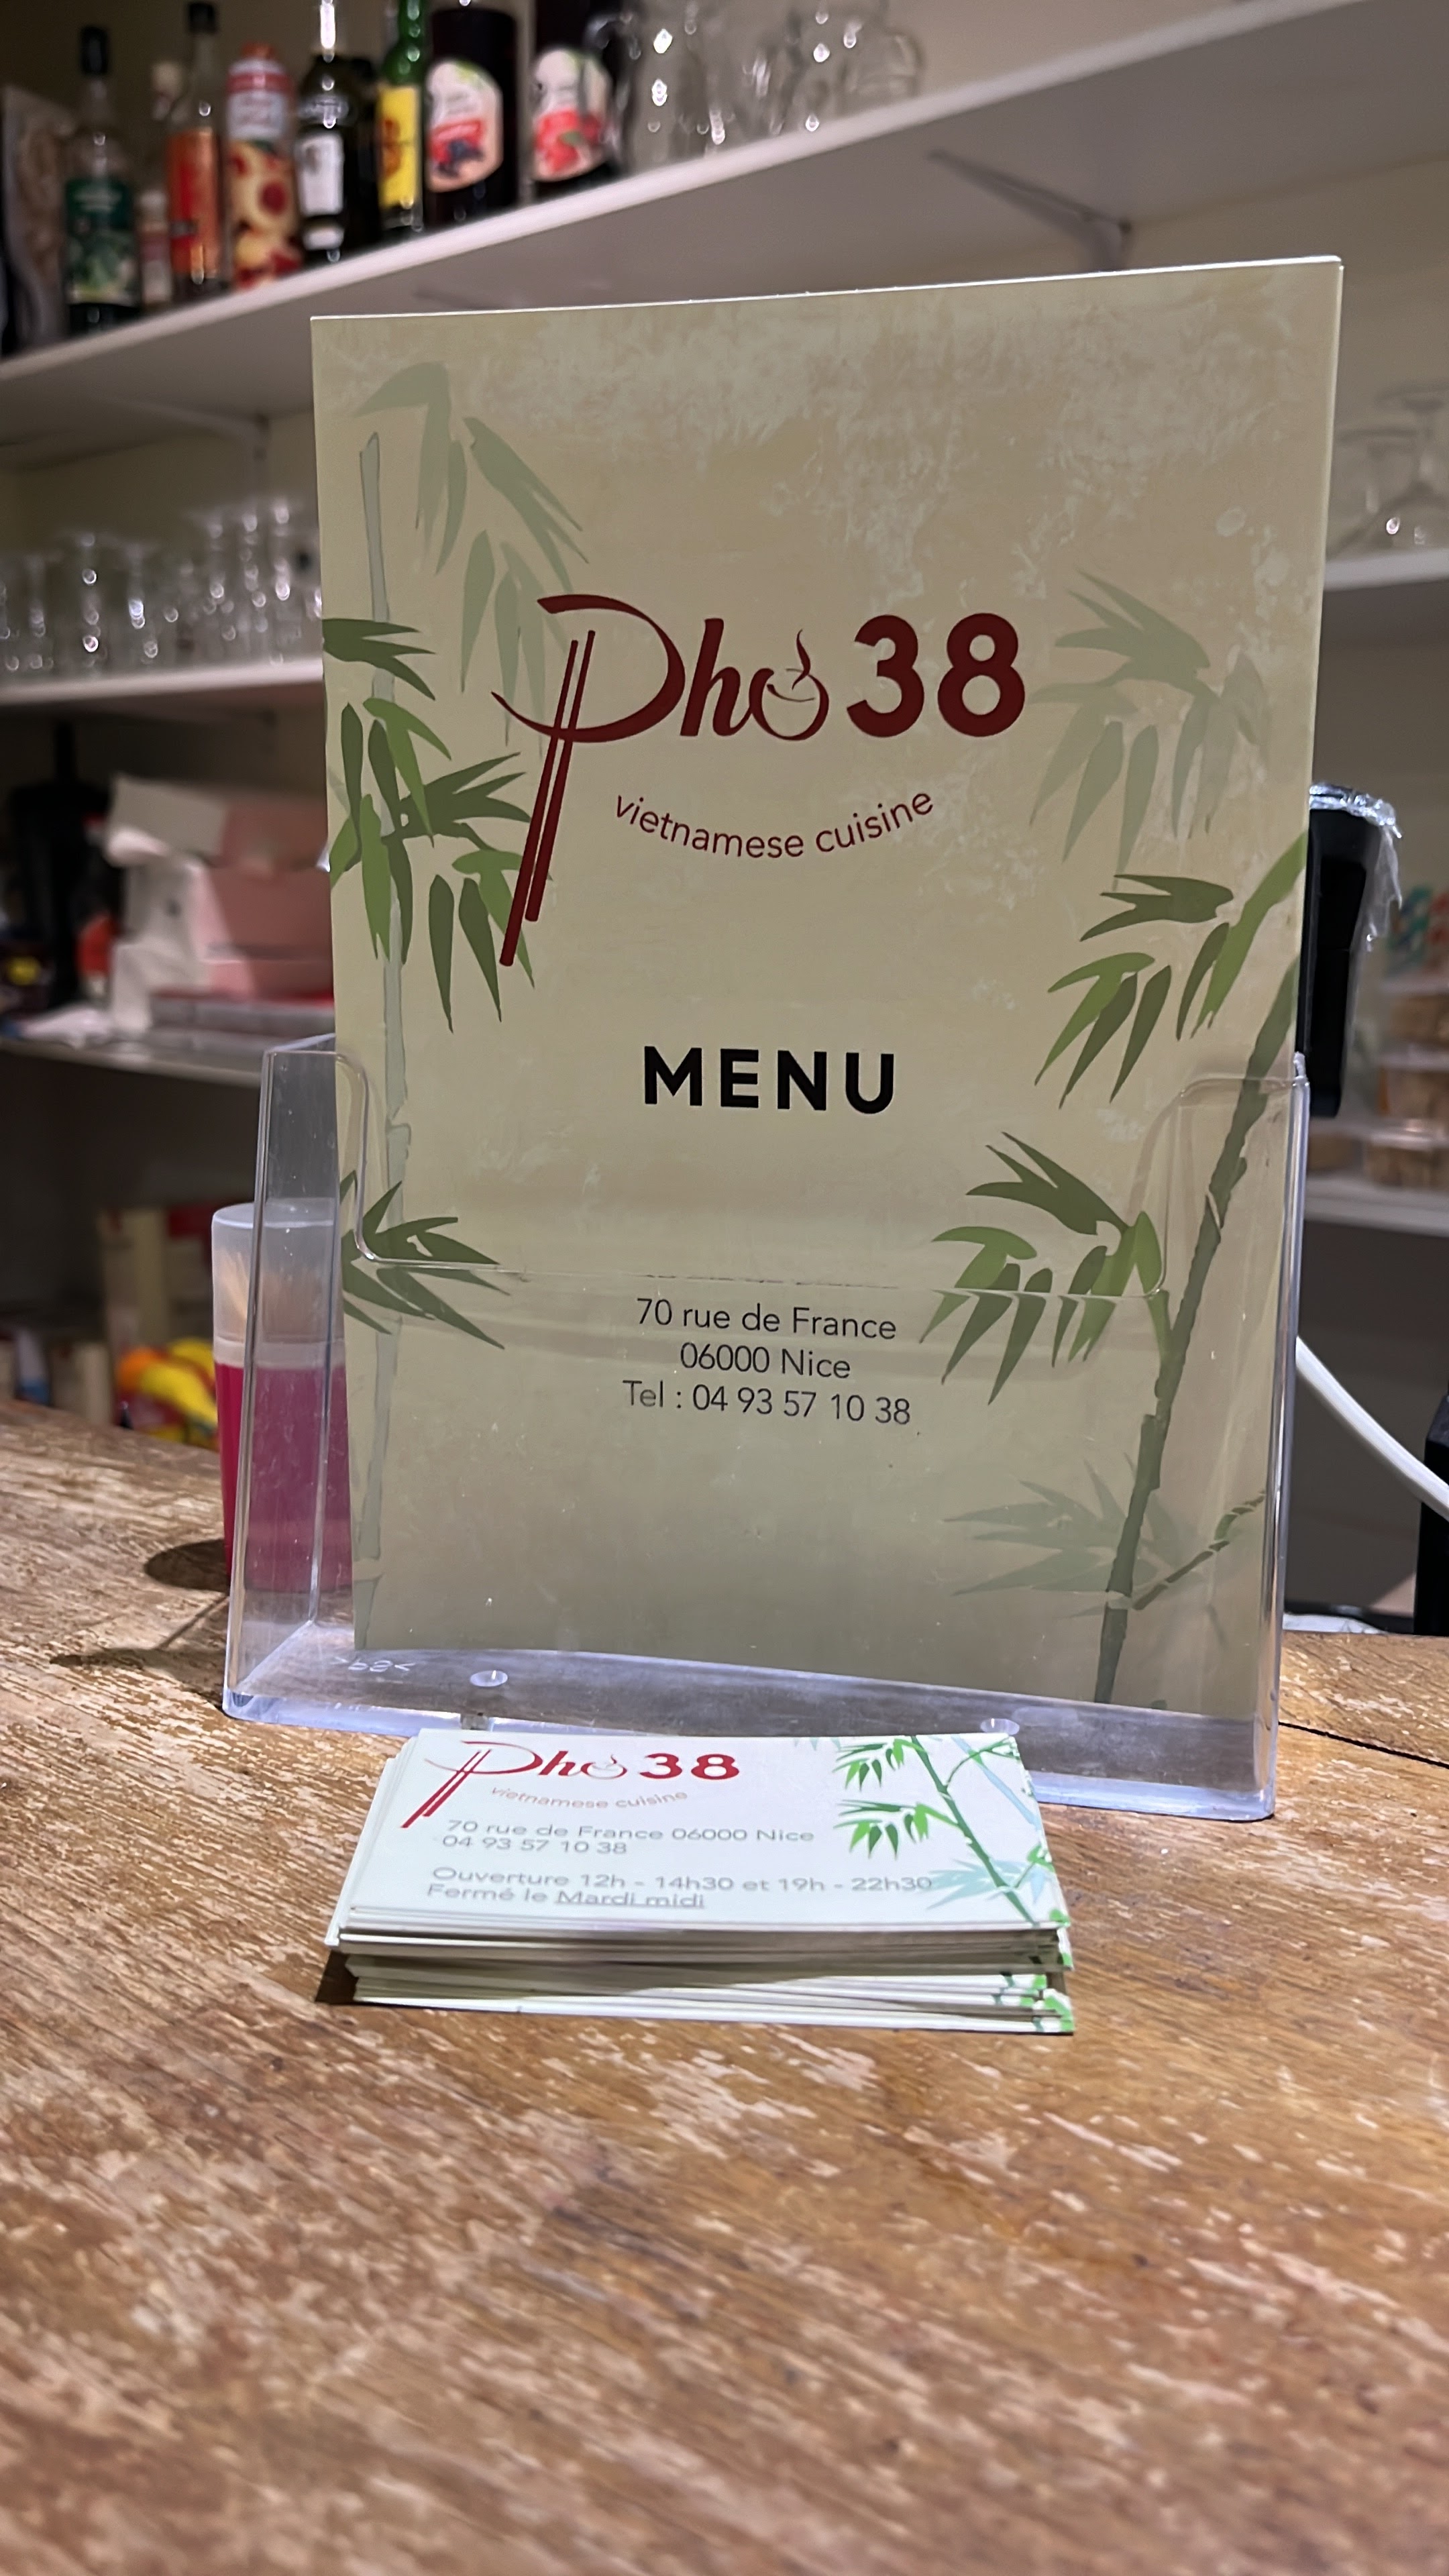 Pho 38
vietnamese cuisine
MENU
70 rue de France
06000 Nice
Tel : 04 93 57 10 38
Pho 38
vietnamese cuisine
70 rue de France 06000 Nice
04 93 57 10 38
Ouverture 12h - 14h30 et 19h - 22h30
Fermé le Mardi midi